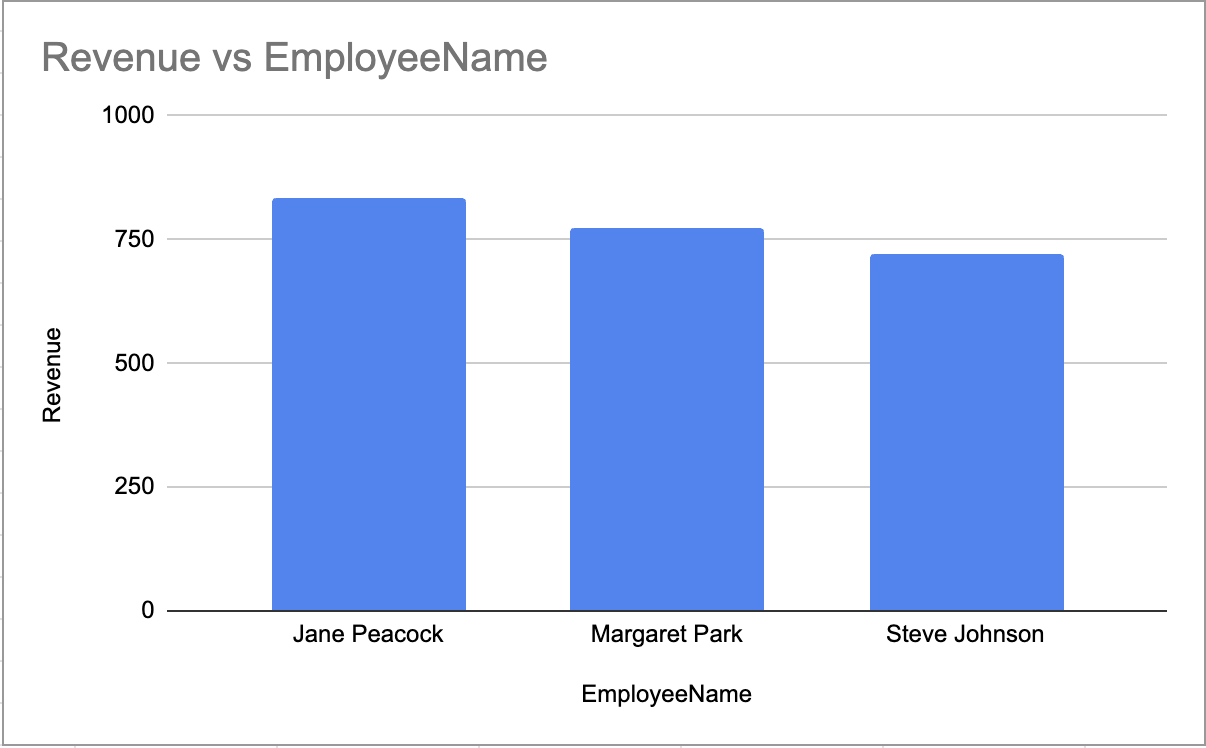 Revenue vs EmployeeName
1000
750
500
250
0
Revenue
Jane Peacock
Margaret Park
Steve Johnson
EmployeeName